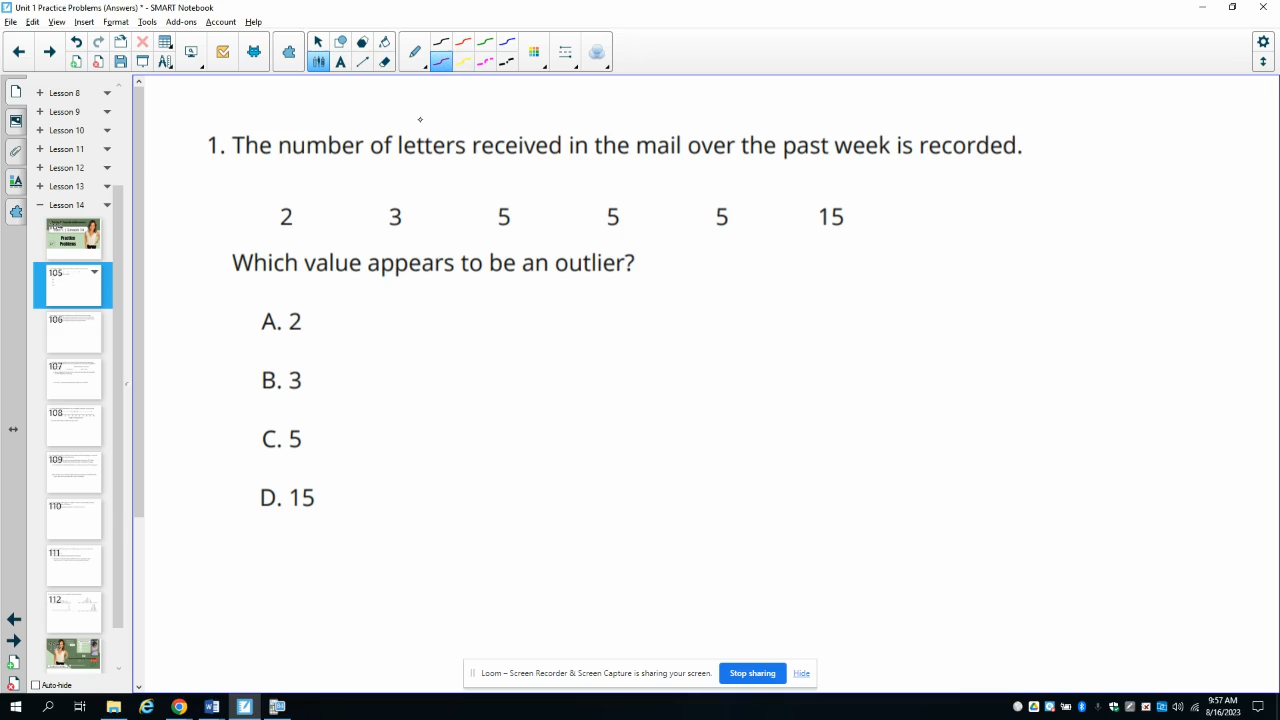 Unit 1 Practice Problems (Answers) * - SMART Notebook
File Edit View Insert Format Tools Add-ons Account Help
Lesson 8
Lesson 9
Lesson 10
Lesson 11
Lesson 12
Lesson 13
Lesson 14
Practice
Problems
105
106
107
108
109
110
111
112
Auto-hide
1. The number of letters received in the mail over the past week is recorded.
2 3 5 5 5 15
Which value appears to be an outlier?
A. 2
B. 3
C. 5
D. 15
Loom – Screen Recorder & Screen Capture is sharing your screen. Stop sharing Hide
9:57 AM
8/16/2023